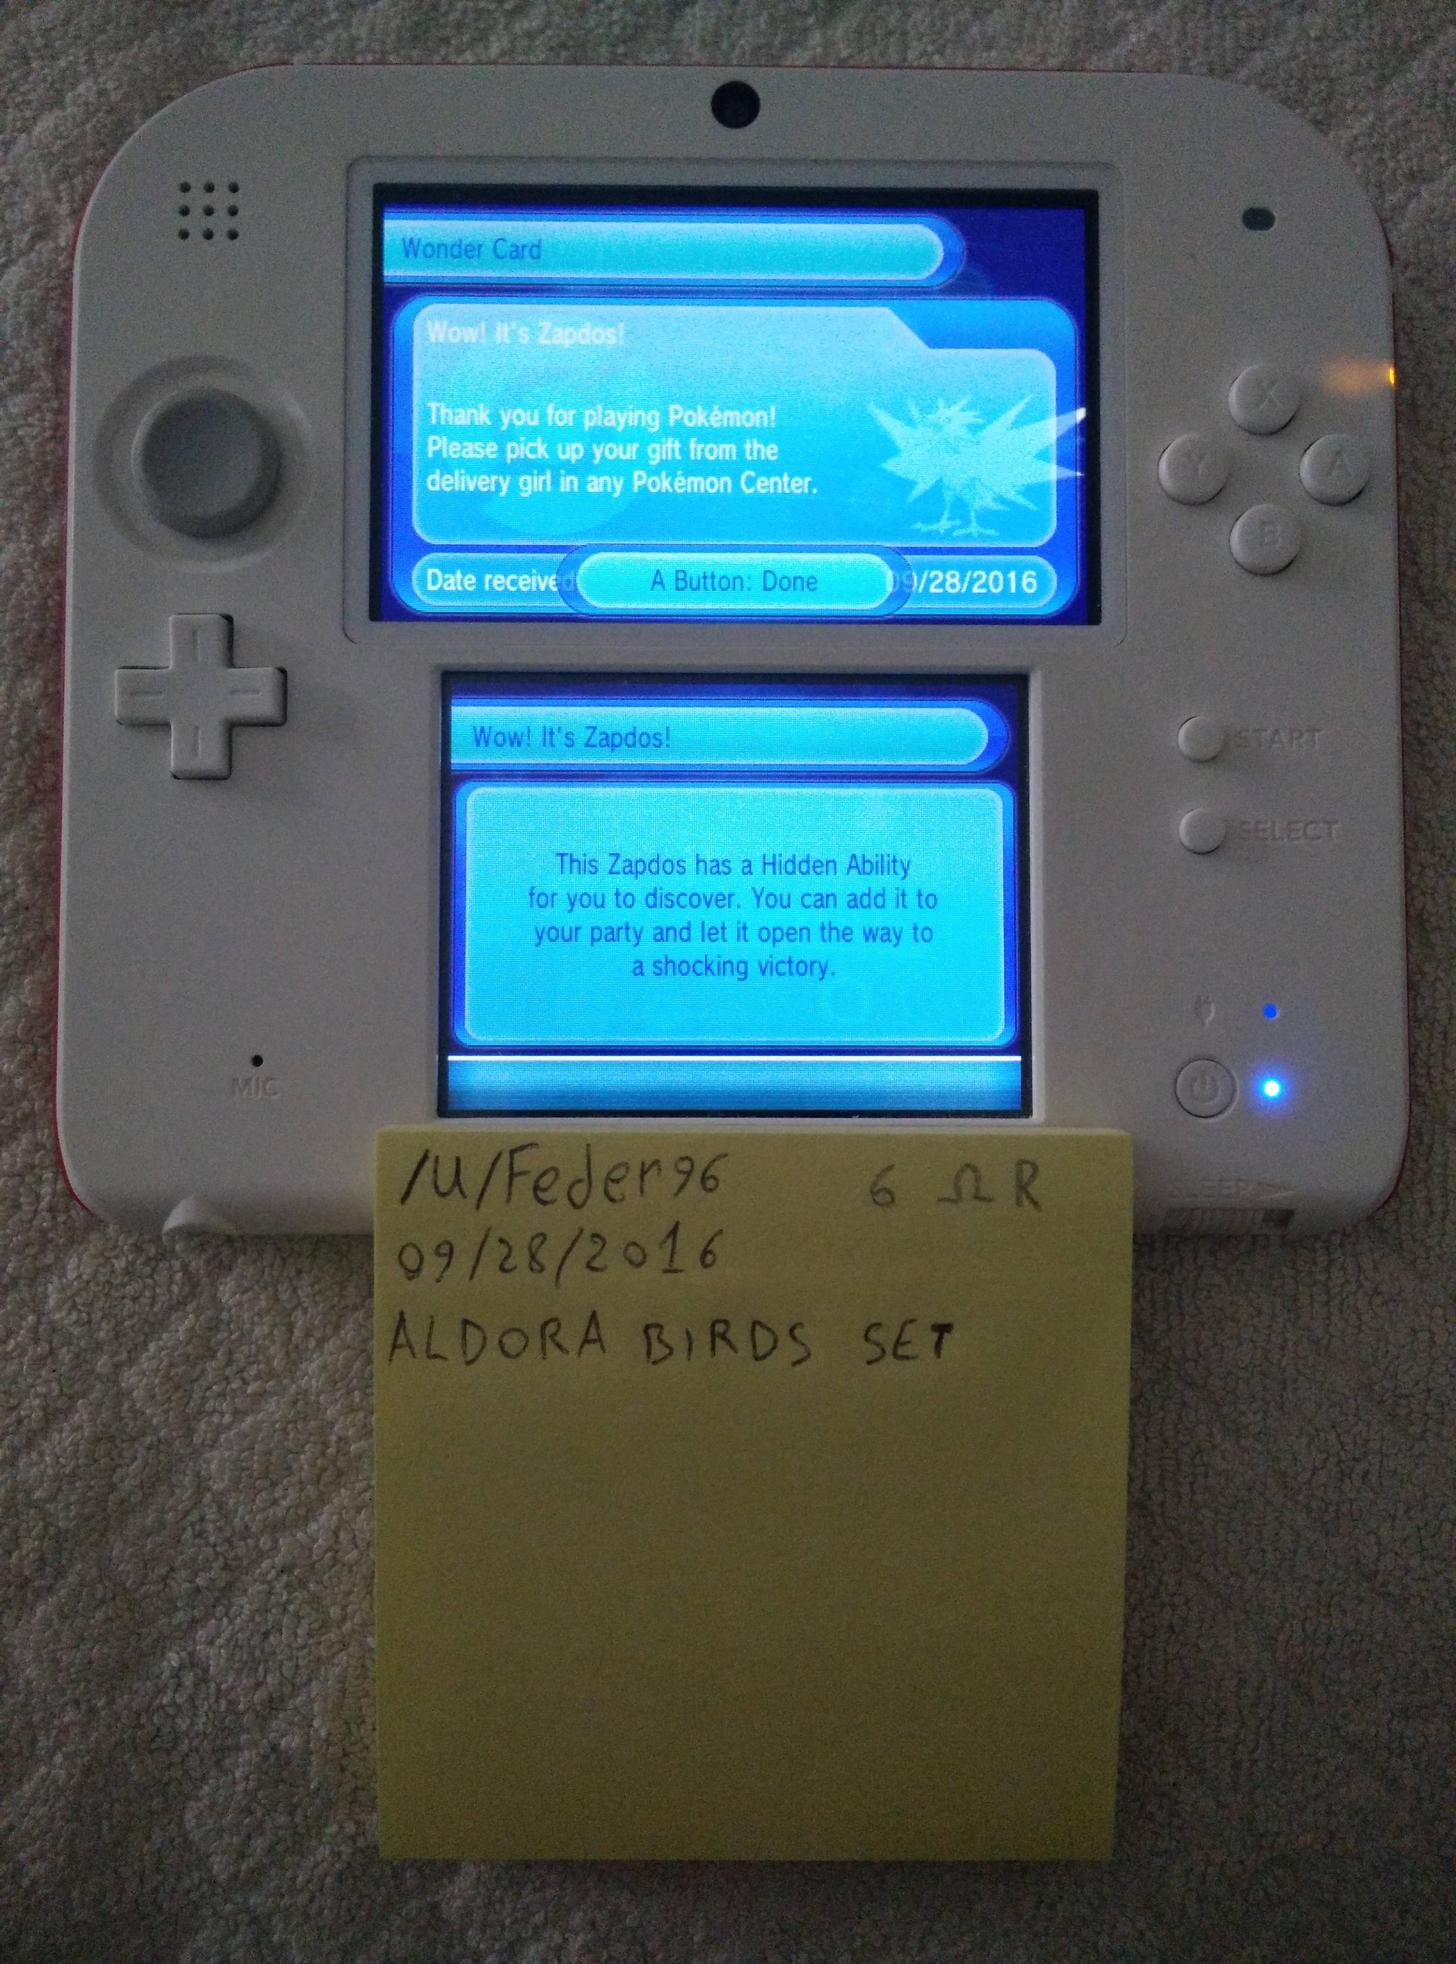 Wonder Card
Wow! It's Zapdos!
Thank you for playing Pokémon!
Please pick up your gift from the
delivery girl in any Pokémon Center.
Date received
A Button: Done
09/28/2016
X
Y
A
B
Wow! It's Zapdos!
This Zapdos has a Hidden Ability
for you to discover. You can add it to
your party and let it open the way to
a shocking victory.
START
SELECT
MIC
SLEEP
/u/Feder96 6 Ω R
09/28/2016
ALDORA BIRDS SET